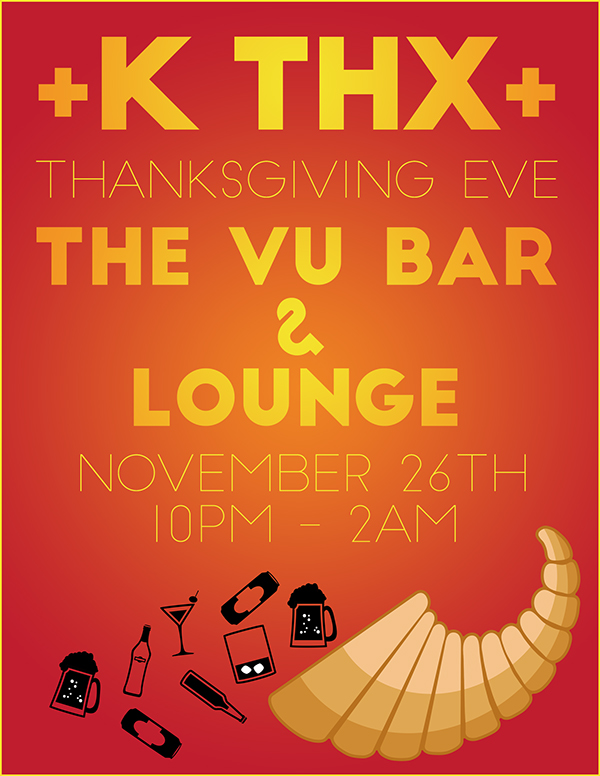 +K THX+
THANKSGIVING EVE
THE VU BAR
&
LOUNGE
NOVEMBER 26TH
10PM - 2AM